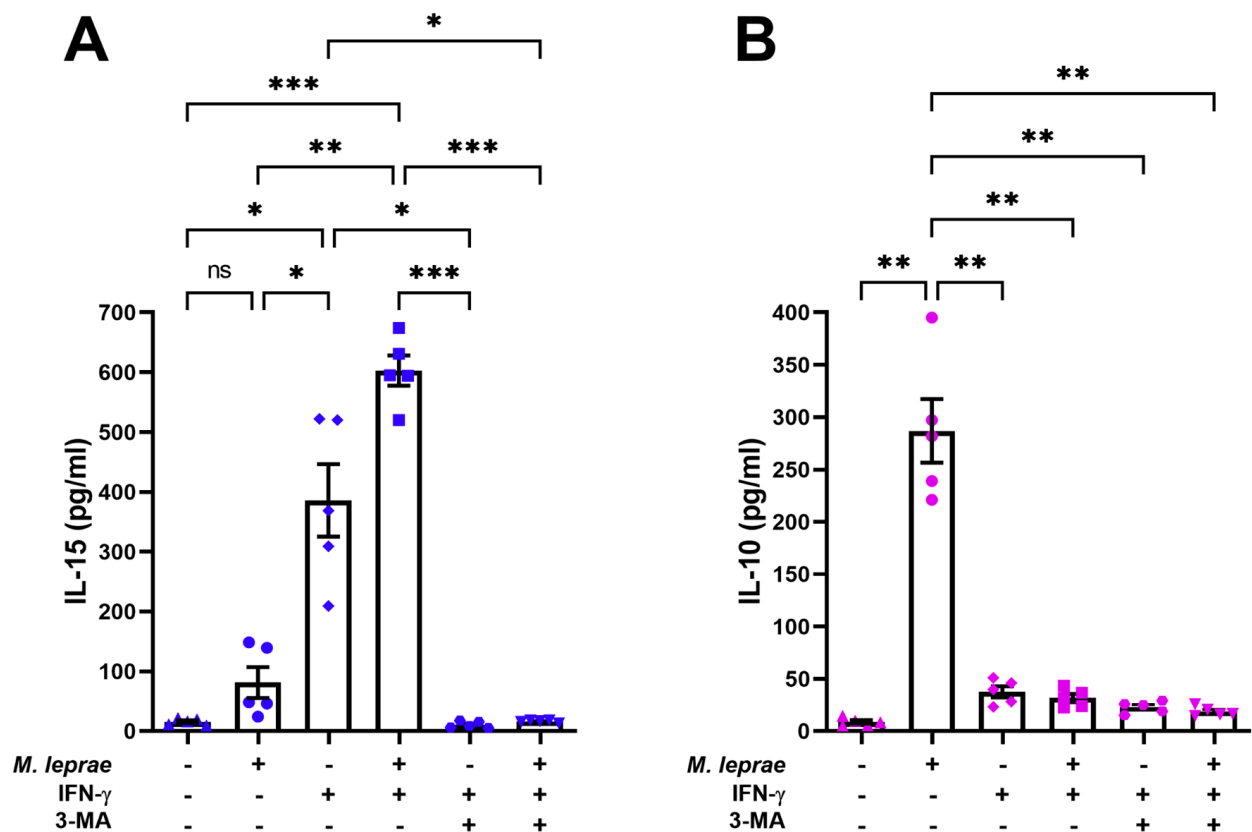 A
B
*
***
**
** ***
**
* *
**
ns * ***
** **
700
600
500
400
300
200
100
0
IL-15 (pg/ml)
400
350
300
250
200
150
100
50
0
IL-10 (pg/ml)
M. leprae - + - + - +
IFN-γ - - + + + +
3-MA - - - - + +
M. leprae - + - + - +
IFN-γ - - + + + +
3-MA - - - - + +